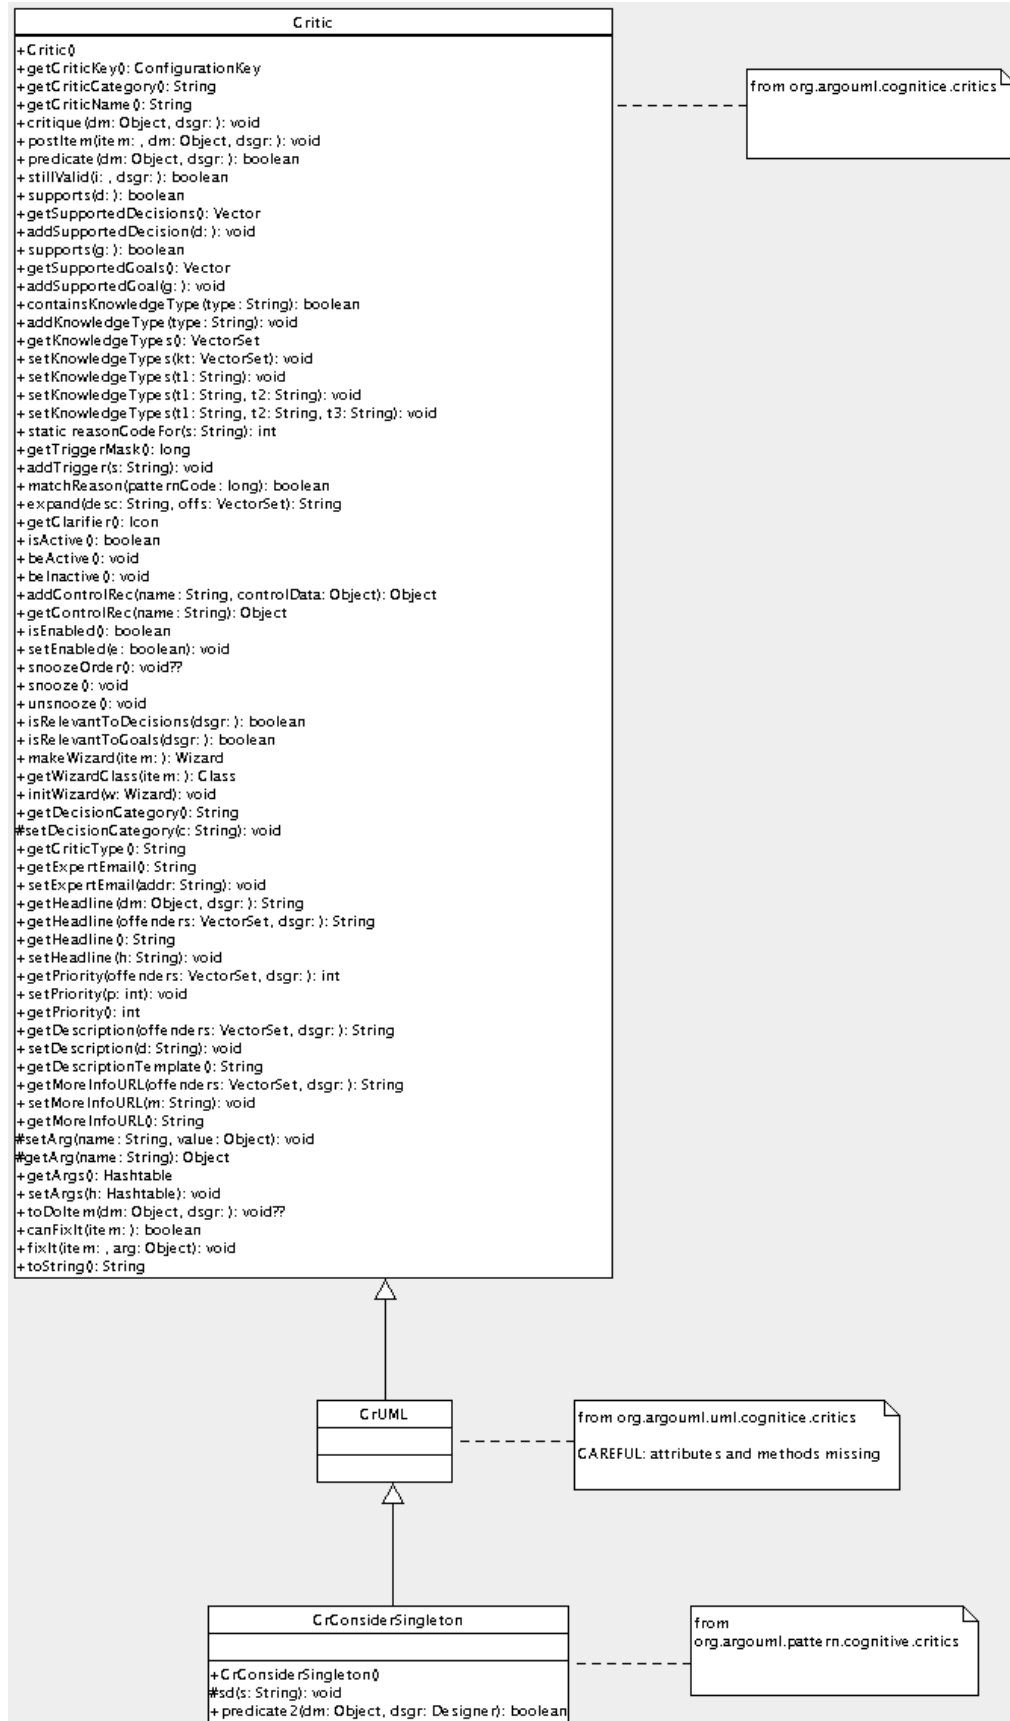 Critic
+Critic()
+getCriticKey(): ConfigurationKey
+getCriticCategory(): String
+getCriticName(): String
+critique(dm: Object, dsgr: ): void
+postItem(item: , dm: Object, dsgr: ): void
+predicate(dm: Object, dsgr: ): boolean
+stillValid(i: , dsgr: ): boolean
+supports(d: ): boolean
+getSupportedDecisions(): Vector
+addSupportedDecision(d: ): void
+supports(g: ): boolean
+getSupportedGoals(): Vector
+addSupportedGoal(g: ): void
+containsKnowledgeType(type: String): boolean
+addKnowledgeType(type: String): void
+getKnowledgeTypes(): VectorSet
+setKnowledgeTypes(kt: VectorSet): void
+setKnowledgeTypes(t1: String): void
+setKnowledgeTypes(t1: String, t2: String): void
+setKnowledgeTypes(t1: String, t2: String, t3: String): void
+static reasonCodeFor(s: String): int
+getTriggerMask(): long
+addTrigger(s: String): void
+matchReason(patternCode: long): boolean
+expand(desc: String, offs: VectorSet): String
+getClarifier(): Icon
+isActive(): boolean
+beActive(): void
+beInactive(): void
+addControlRec(name: String, controlData: Object): Object
+getControlRec(name: String): Object
+isEnabled(): boolean
+setEnabled(e: boolean): void
+snoozeOrder(): void??
+snooze(): void
+unsnooze(): void
+isRelevantToDecisions(dsgr: ): boolean
+isRelevantToGoals(dsgr: ): boolean
+makeWizard(item: ): Wizard
+getWizardClass(item: ): Class
+initWizard(w: Wizard): void
+getDecisionCategory(): String
#setDecisionCategory(c: String): void
+getCriticType(): String
+getExpertEmail(): String
+setExpertEmail(addr: String): void
+getHeadline(dm: Object, dsgr: ): String
+getHeadline(offenders: VectorSet, dsgr: ): String
+getHeadline(): String
+setHeadline(h: String): void
+getPriority(offenders: VectorSet, dsgr: ): int
+setPriority(p: int): void
+getPriority(): int
+getDescription(offenders: VectorSet, dsgr: ): String
+setDescription(d: String): void
+getDescriptionTemplate(): String
+getMoreInfoURL(offenders: VectorSet, dsgr: ): String
+setMoreInfoURL(m: String): void
+getMoreInfoURL(): String
#setArg(name: String, value: Object): void
#getArg(name: String): Object
+getArgs(): Hashtable
+setArgs(h: Hashtable): void
+toDoItem(dm: Object, dsgr: ): void??
+canFixIt(item: ): boolean
+fixIt(item: , arg: Object): void
+toString(): String
from org.argouml.cognitice.critics
CrUML
from org.argouml.uml.cognitice.critics
CAREFUL: attributes and methods missing
CrConsiderSingleton
+CrConsiderSingleton()
#sd(s: String): void
+predicate2(dm: Object, dsgr: Designer): boolean
from
org.argouml.pattern.cognitive.critics